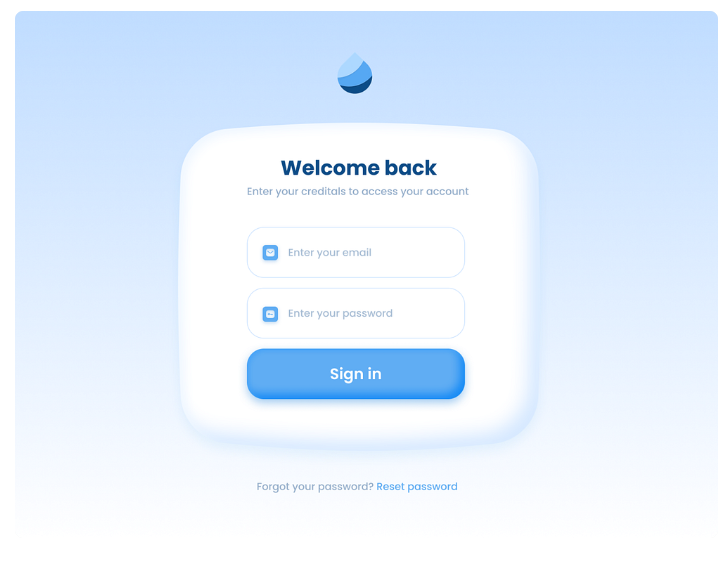 Welcome back
Enter your creditals to access your account
Enter your email
Enter your password
Sign in
Forgot your password? Reset password